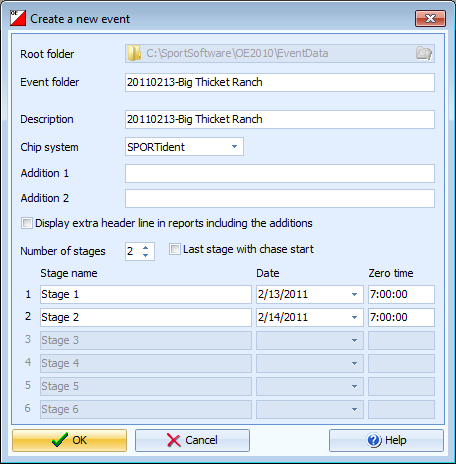 OE Create a new event
Root folder C:\SportSoftware\OE2010\EventData
Event folder 20110213-Big Thicket Ranch
Description 20110213-Big Thicket Ranch
Chip system SPORTident
Addition 1
Addition 2
Display extra header line in reports including the additions
Number of stages 2 Last stage with chase start
Stage name Date Zero time
1 Stage 1 2/13/2011 7:00:00
2 Stage 2 2/14/2011 7:00:00
3 Stage 3
4 Stage 4
5 Stage 5
6 Stage 6
OK Cancel Help